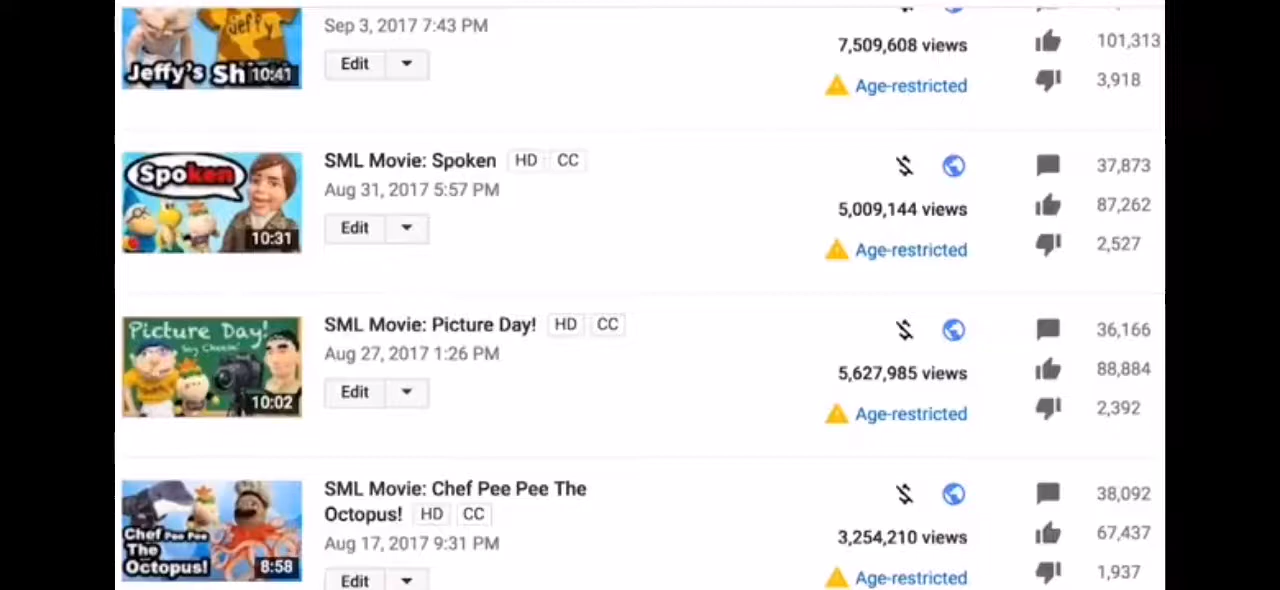 Jeffy
Jeffy's Sh
10:41
Sep 3, 2017 7:43 PM
Edit
7,509,608 views
Age-restricted
101,313
3,918
Spoken
10:31
SML Movie: Spoken HD CC
Aug 31, 2017 5:57 PM
Edit
5,009,144 views
Age-restricted
37,873
87,262
2,527
Picture Day!
Say Cheese!
10:02
SML Movie: Picture Day! HD CC
Aug 27, 2017 1:26 PM
Edit
5,627,985 views
Age-restricted
36,166
88,884
2,392
Chef Pee Pee
The
Octopus!
8:58
SML Movie: Chef Pee Pee The
Octopus! HD CC
Aug 17, 2017 9:31 PM
Edit
3,254,210 views
Age-restricted
38,092
67,437
1,937